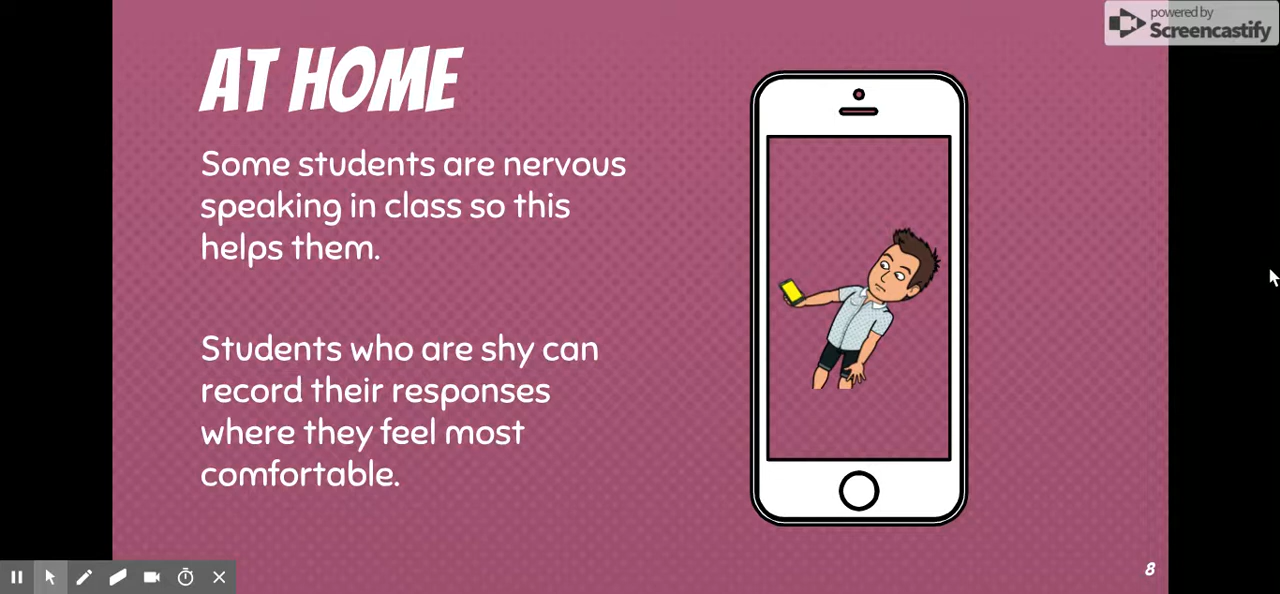 powered by
Screencastify
AT HOME
Some students are nervous
speaking in class so this
helps them.
Students who are shy can
record their responses
where they feel most
comfortable.
8